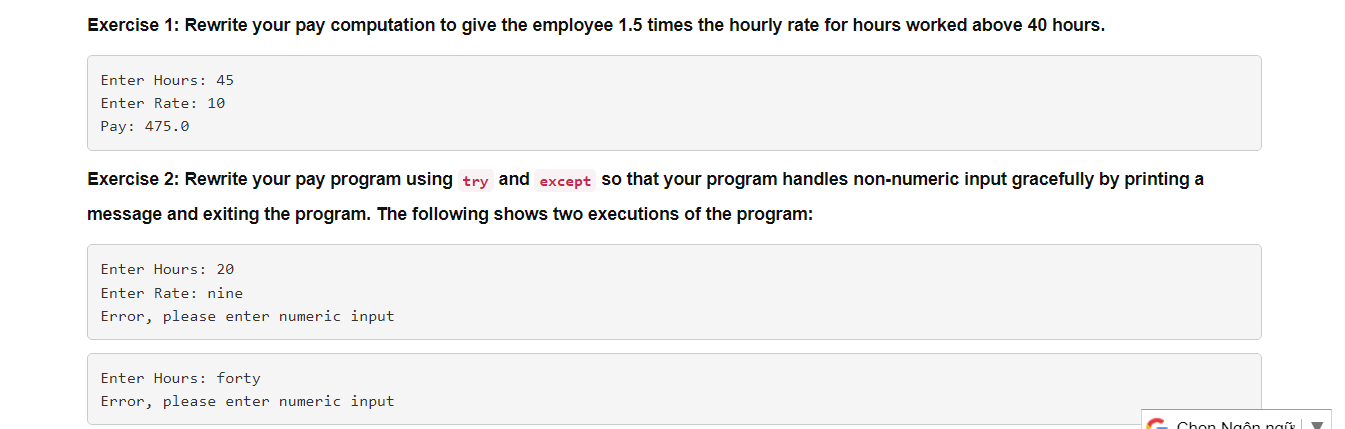 Exercise 1: Rewrite your pay computation to give the employee 1.5 times the hourly rate for hours worked above 40 hours.
Enter Hours: 45
Enter Rate: 10
Pay: 475.0
Exercise 2: Rewrite your pay program using try and except so that your program handles non-numeric input gracefully by printing a
message and exiting the program. The following shows two executions of the program:
Enter Hours: 20
Enter Rate: nine
Error, please enter numeric input
Enter Hours: forty
Error, please enter numeric input
Chọn Ngôn ngữ